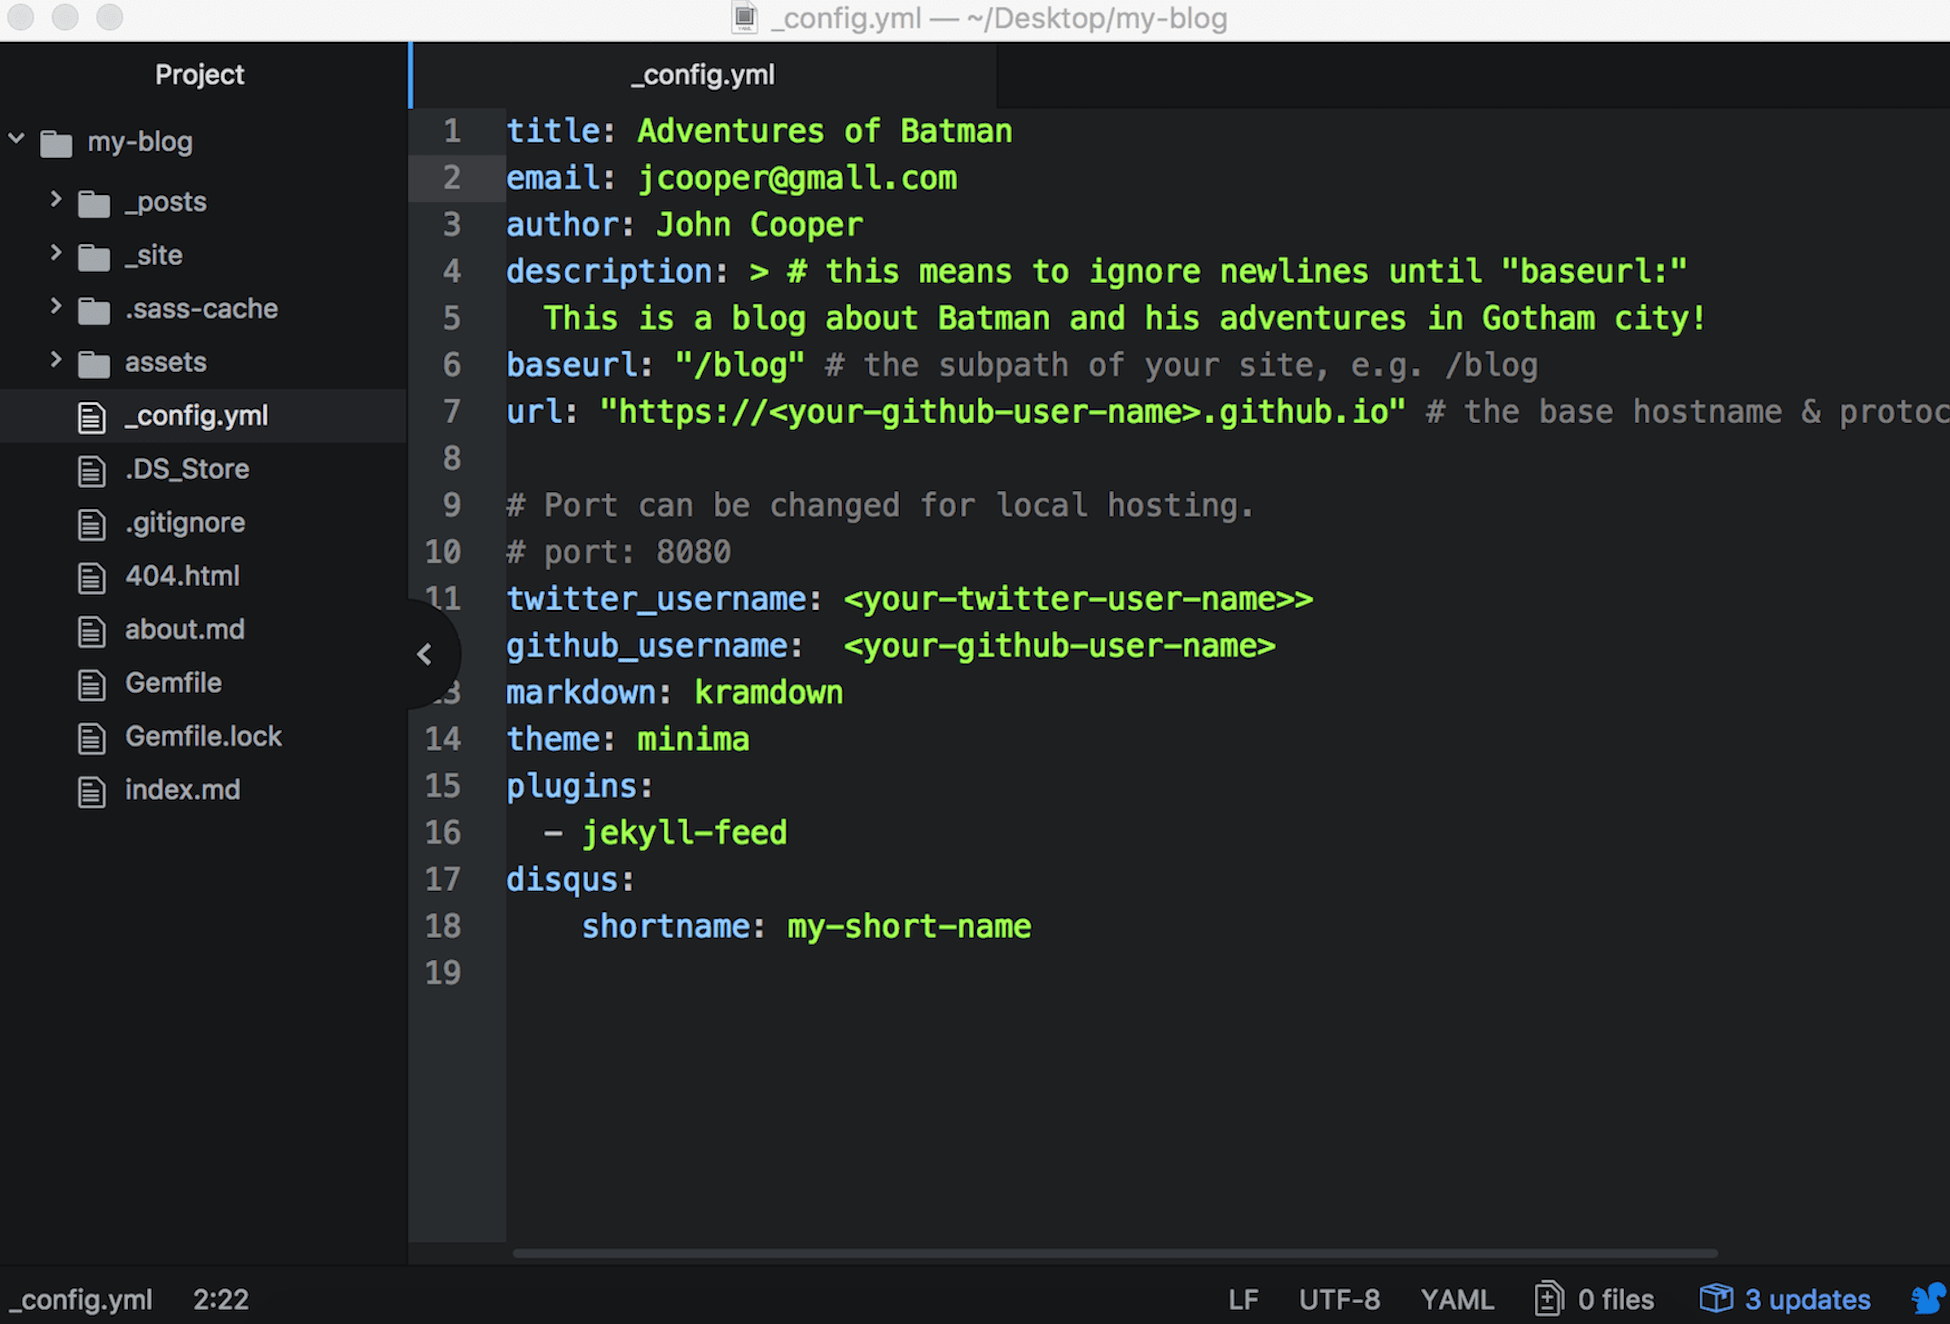 _config.yml — ~/Desktop/my-blog
Project
my-blog
_posts
_site
.sass-cache
assets
_config.yml
.DS_Store
.gitignore
404.html
about.md
Gemfile
Gemfile.lock
index.md
_config.yml
1 title: Adventures of Batman
2 email: jcooper@gmall.com
3 author: John Cooper
4 description: > # this means to ignore newlines until "baseurl:"
5 This is a blog about Batman and his adventures in Gotham city!
6 baseurl: "/blog" # the subpath of your site, e.g. /blog
7 url: "https://<your-github-user-name>.github.io" # the base hostname & protoc
8
9 # Port can be changed for local hosting.
10 # port: 8080
11 twitter_username: <your-twitter-user-name>>
github_username:  <your-github-user-name>
13 markdown: kramdown
14 theme: minima
15 plugins:
16 - jekyll-feed
17 disqus:
18 shortname: my-short-name
19
_config.yml 2:22 LF UTF-8 YAML 0 files 3 updates